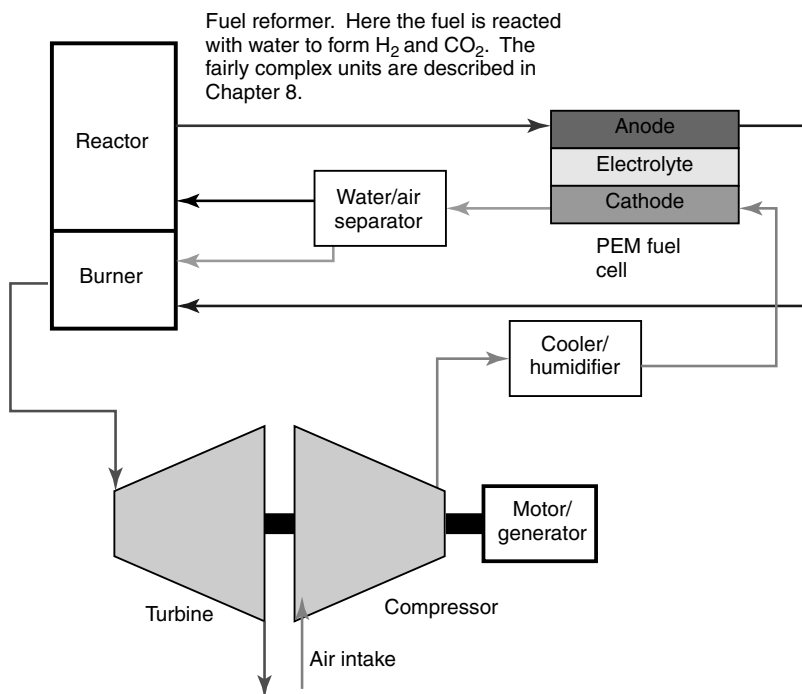 Fuel reformer. Here the fuel is reacted
with water to form H₂ and CO₂. The
fairly complex units are described in
Chapter 8.
Reactor
Anode
Electrolyte
Cathode
Water/air
separator
PEM fuel
cell
Burner
Cooler/
humidifier
Motor/
generator
Turbine
Compressor
Air intake